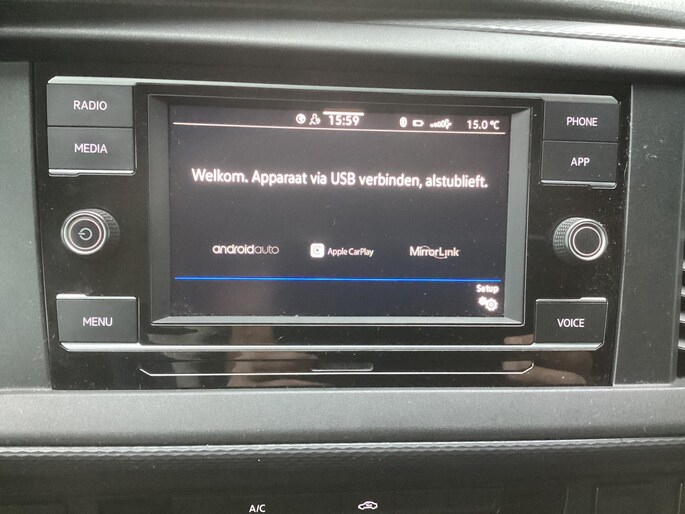 RADIO
MEDIA
MENU
15:59
15.0 °C
Welkom. Apparaat via USB verbinden, alstublieft.
androidauto
Apple CarPlay
MirrorLink
Setup
PHONE
APP
VOICE
A/C